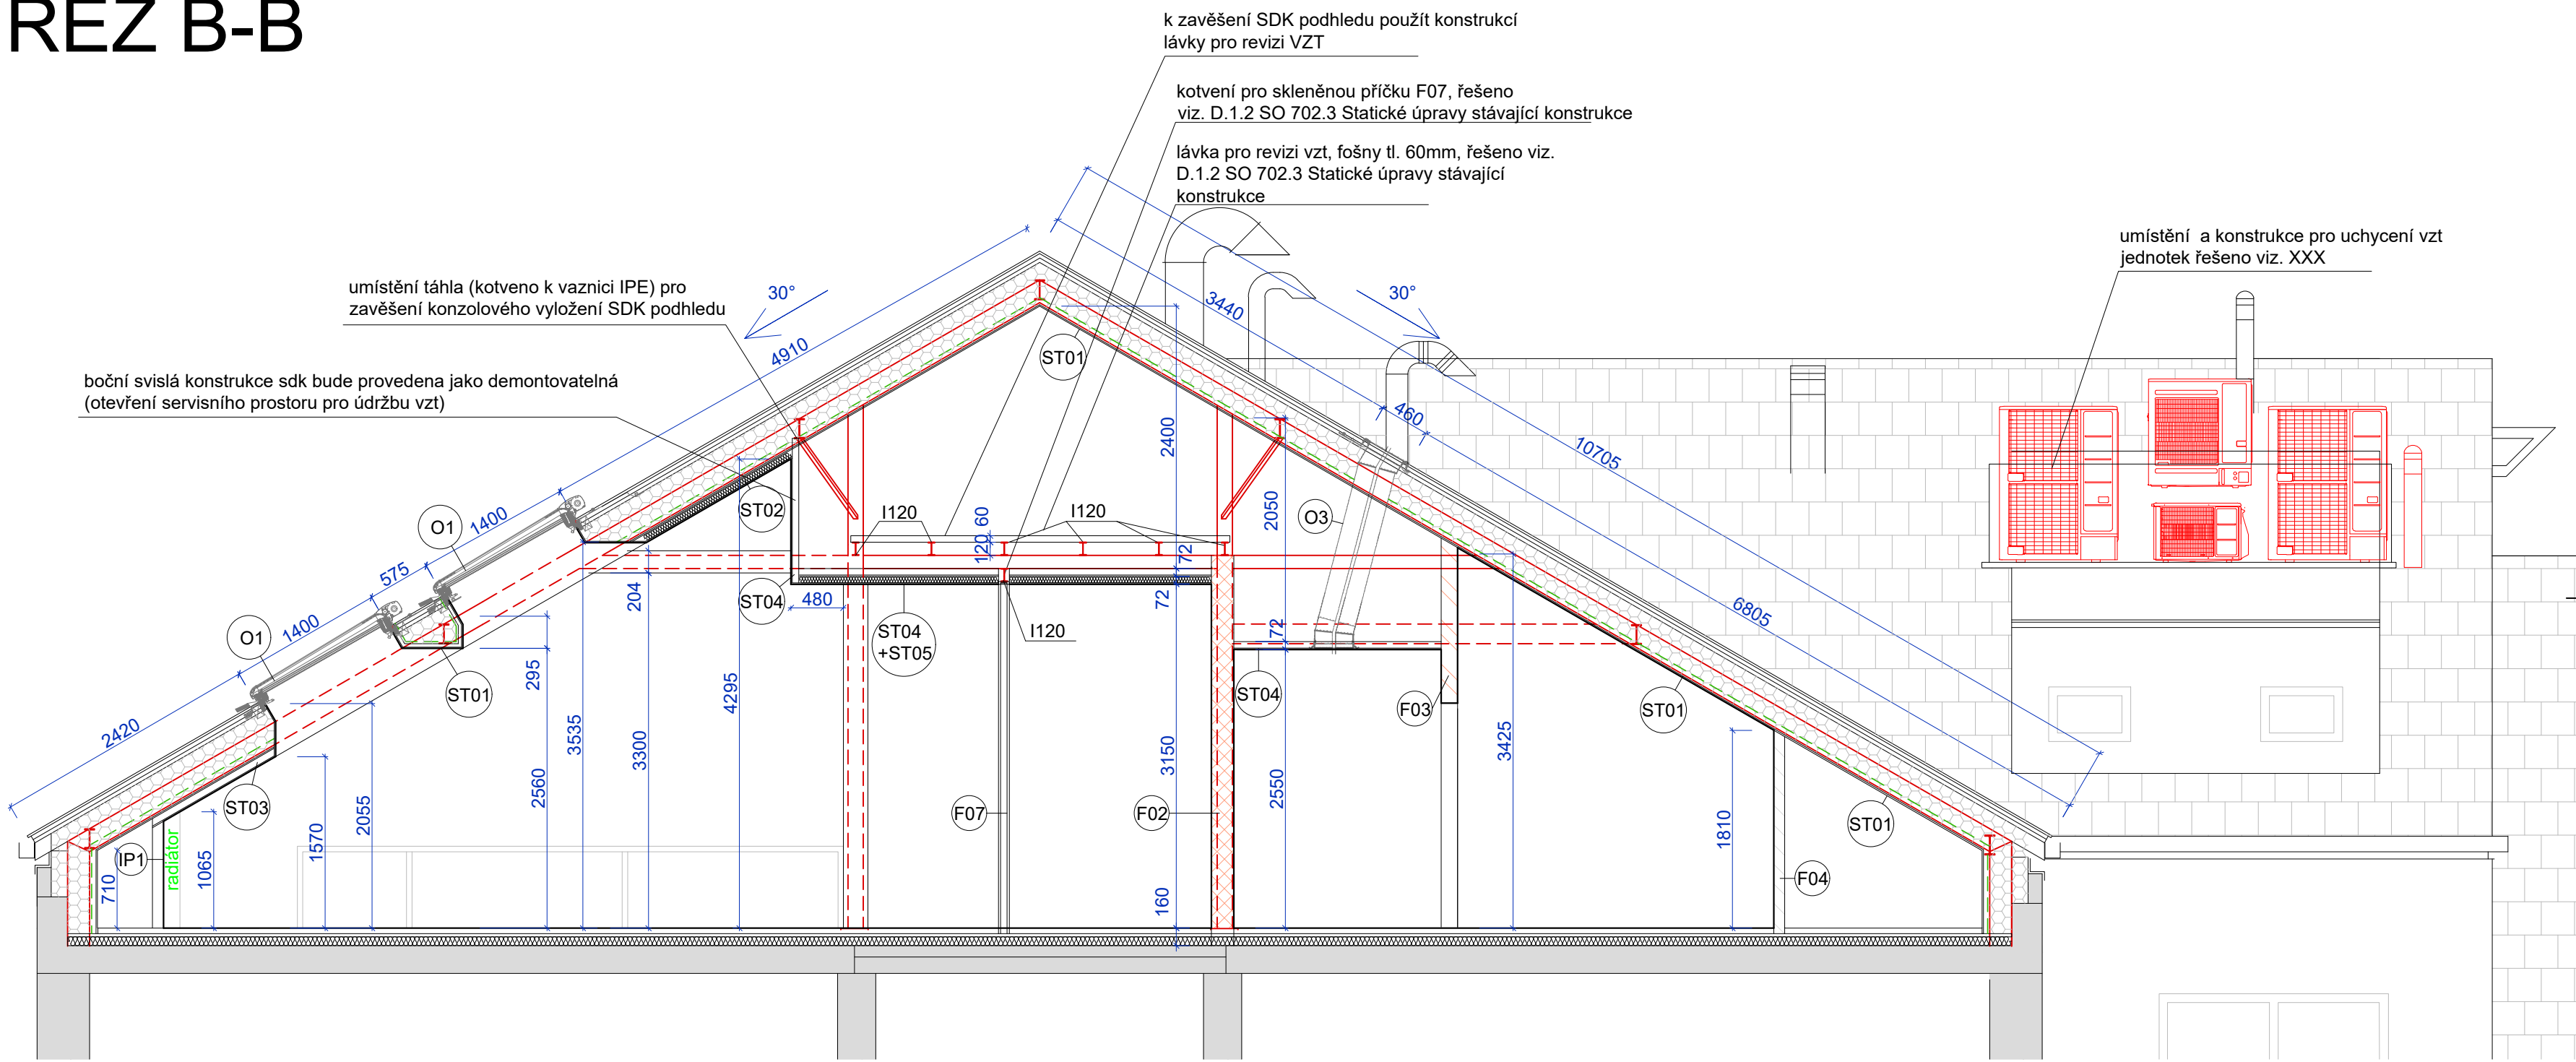 ŘEZ B-B
k zavěšení SDK podhledu použít konstrukcí
lávky pro revizi VZT
kotvení pro skleněnou příčku F07, řešeno
viz. D.1.2 SO 702.3 Statické úpravy stávající konstrukce
lávka pro revizi vzt, fošny tl. 60mm, řešeno viz.
D.1.2 SO 702.3 Statické úpravy stávající
konstrukce
umístění a konstrukce pro uchycení vzt
jednotek řešeno viz. XXX
umístění táhla (kotveno k vaznici IPE) pro
zavěšení konzolového vyložení SDK podhledu
boční svislá konstrukce sdk bude provedena jako demontovatelná
(otevření servisního prostoru pro údržbu vzt)
30°
30°
4910
3440
ST01
2400
460
10705
1400
O1
ST02
I120
60
120
I120
2050
O3
72
575
204
ST04
480
72
1400
O1
ST04
+ST05
I120
72
6805
295
ST01
4295
ST04
F03
ST01
2420
3535
3300
3150
3425
2560
2550
ST03
2055
F07
F02
1810
ST01
1570
IP1
radiátor
1065
710
160
F04